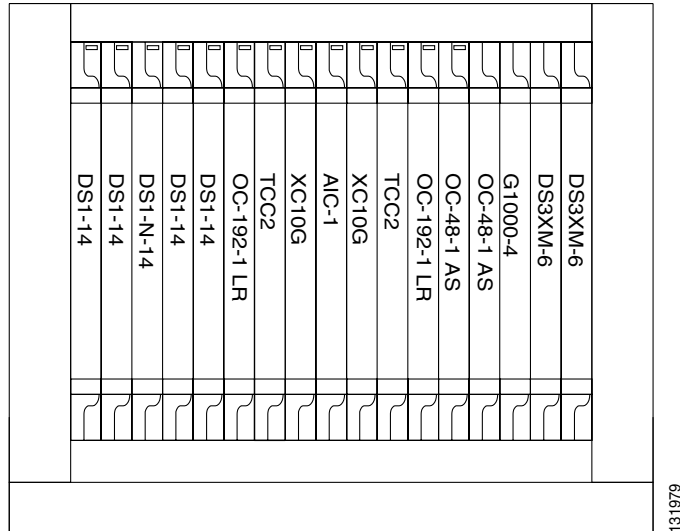 DS1-14
DS1-14
DS1-N-14
DS1-14
DS1-14
OC-192-1 LR
TCC2
XC10G
AIC-1
XC10G
TCC2
OC-192-1 LR
OC-48-1 AS
OC-48-1 AS
G1000-4
DS3XM-6
DS3XM-6
131979